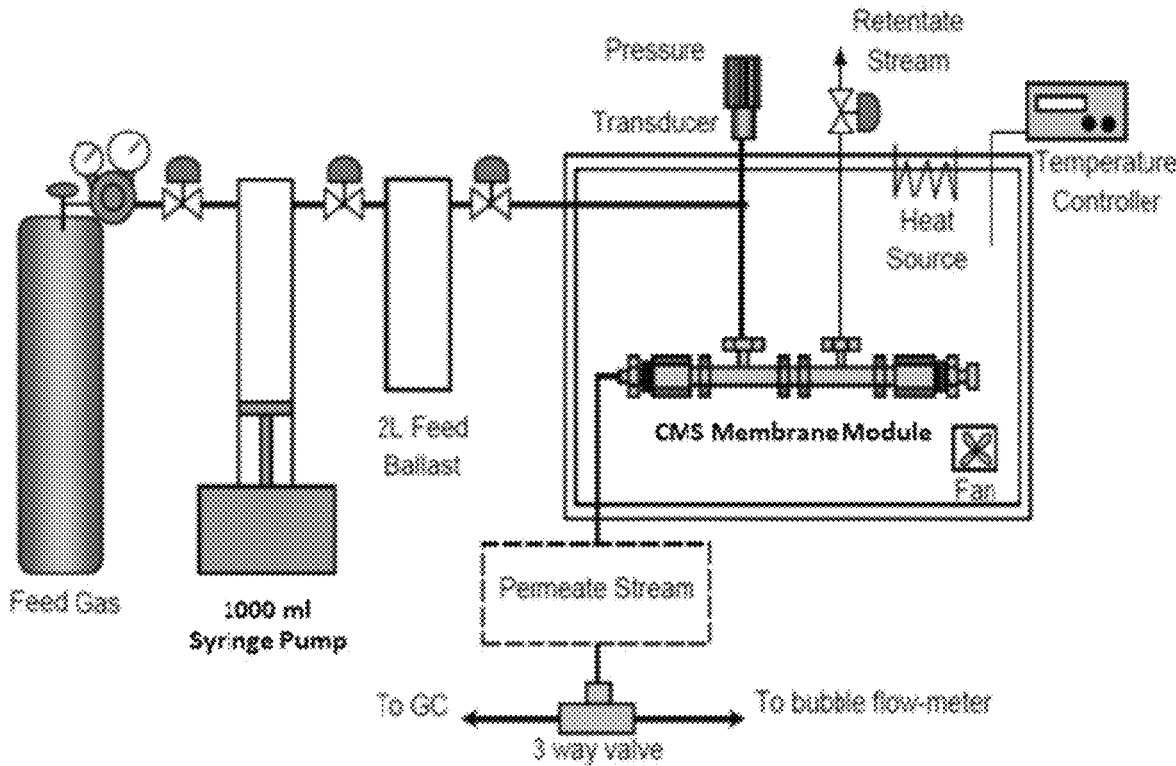 Retentate
Stream
Pressure
Transducer
Temperature
Controller
Heat
Source
2L Feed
Ballast
CMS Membrane Module
Fan
Feed Gas
1000 ml
Syringe Pump
Permeate Stream
To GC
To bubble flow-meter
3 way valve